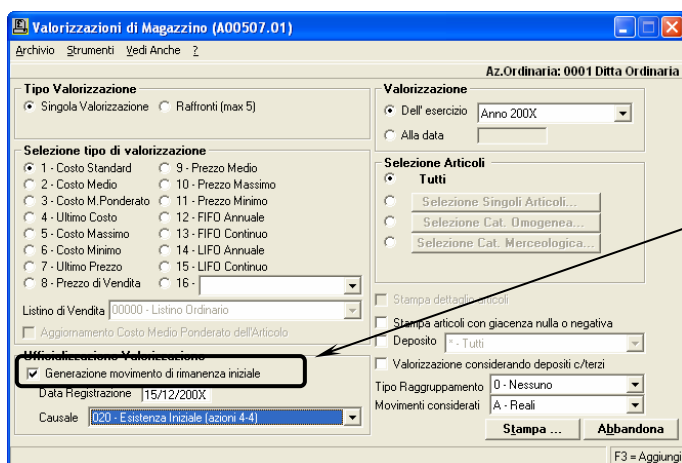 Valorizzazioni di Magazzino (A00507.01)
Archivio Strumenti Vedi Anche ?
Az.Ordinaria: 0001 Ditta Ordinaria
Tipo Valorizzazione
Singola Valorizzazione Raffronti (max 5)
Valorizzazione
Dell' esercizio Anno 200X
Alla data
Selezione tipo di valorizzazione
1 - Costo Standard 9 - Prezzo Medio
2 - Costo Medio 10 - Prezzo Massimo
3 - Costo M.Ponderato 11 - Prezzo Minimo
4 - Ultimo Costo 12 - FIFO Annuale
5 - Costo Massimo 13 - FIFO Continuo
6 - Costo Minimo 14 - LIFO Annuale
7 - Ultimo Prezzo 15 - LIFO Continuo
8 - Prezzo di Vendita 16 -
Listino di Vendita 00000 - Listino Ordinario
Aggiornamento Costo Medio Ponderato dell'Articolo
Selezione Articoli
Tutti
Selezione Singoli Articoli...
Selezione Cat. Omogenea...
Selezione Cat. Merceologica...
Stampa dettaglio articoli
Stampa articoli con giacenza nulla o negativa
Deposito * - Tutti
Valorizzazione considerando depositi c/terzi
Tipo Raggruppamento 0 - Nessuno
Movimenti considerati A - Reali
Ufficializzazione Valorizzazione
Generazione movimento di rimanenza iniziale
Data Registrazione 15/12/200X
Causale 020 - Esistenza Iniziale (azioni 4-4)
Stampa ... Abbandona
F3 = Aggiungi